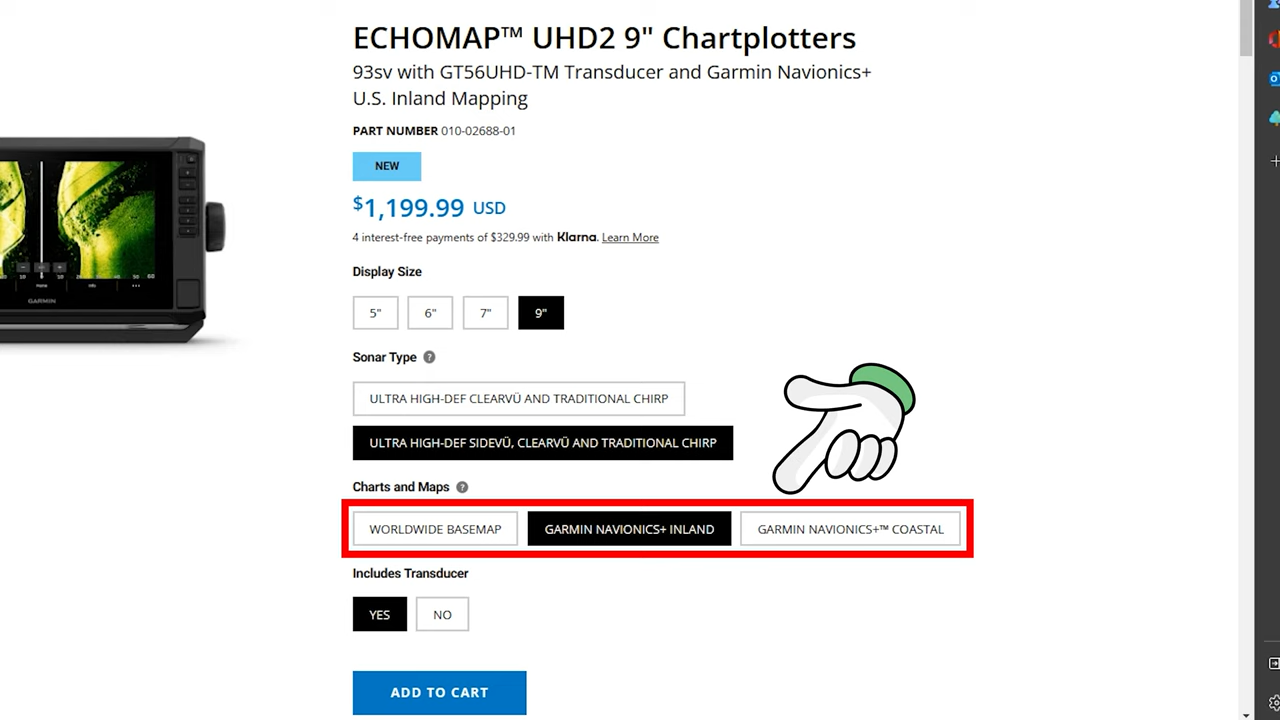 ECHOMAP™ UHD2 9" Chartplotters
93sv with GT56UHD-TM Transducer and Garmin Navionics+
U.S. Inland Mapping
PART NUMBER 010-02688-01
NEW
$1,199.99 USD
4 interest-free payments of $329.99 with Klarna. Learn More
Display Size
5" 6" 7" 9"
Sonar Type ?
ULTRA HIGH-DEF CLEARVÜ AND TRADITIONAL CHIRP
ULTRA HIGH-DEF SIDEVÜ, CLEARVÜ AND TRADITIONAL CHIRP
Charts and Maps ?
WORLDWIDE BASEMAP GARMIN NAVIONICS+ INLAND GARMIN NAVIONICS+™ COASTAL
Includes Transducer
YES NO
ADD TO CART
GARMIN